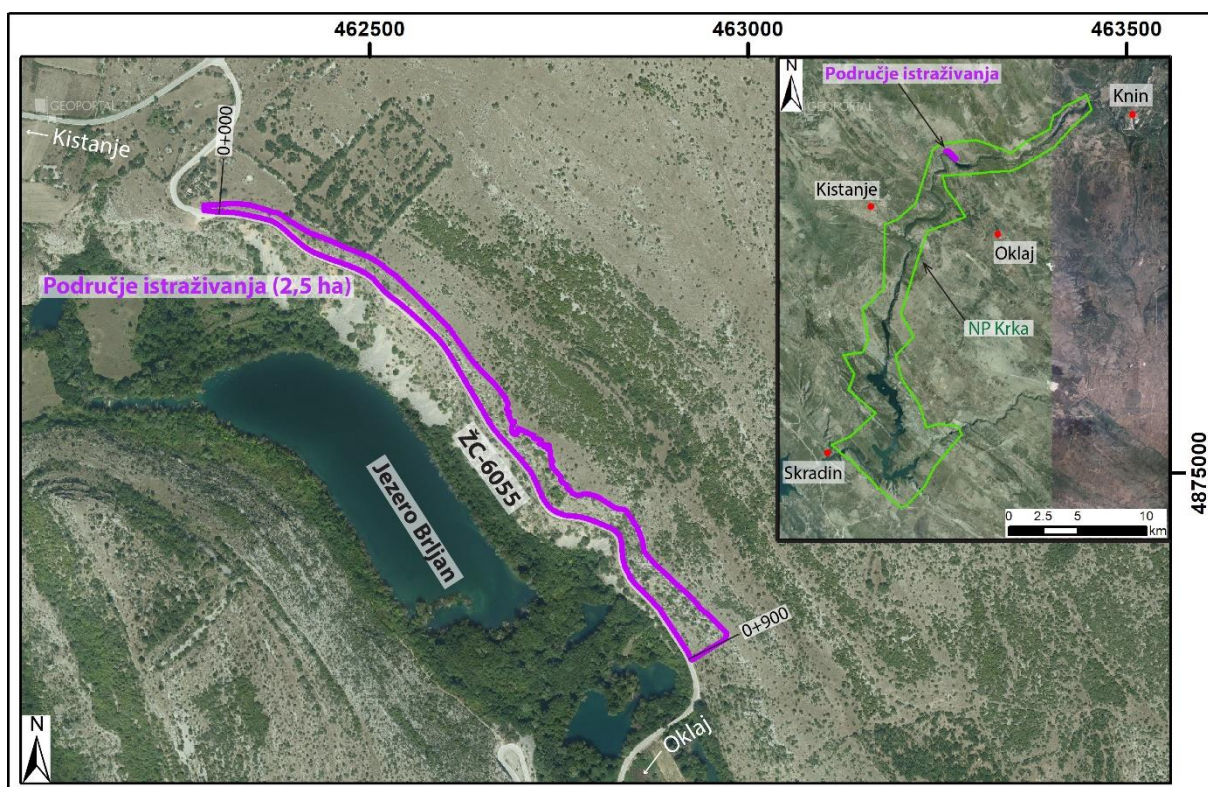 462500
463000
463500
4875000
GEOPORTAL
← Kistanje
0+000
Područje istraživanja (2,5 ha)
ŽC-6055
Jezero Brljan
0+900
Oklaj
N
N
Područje istraživanja
GEOPORTAL
Knin
Kistanje
Oklaj
NP Krka
Skradin
0 2.5 5 10
km